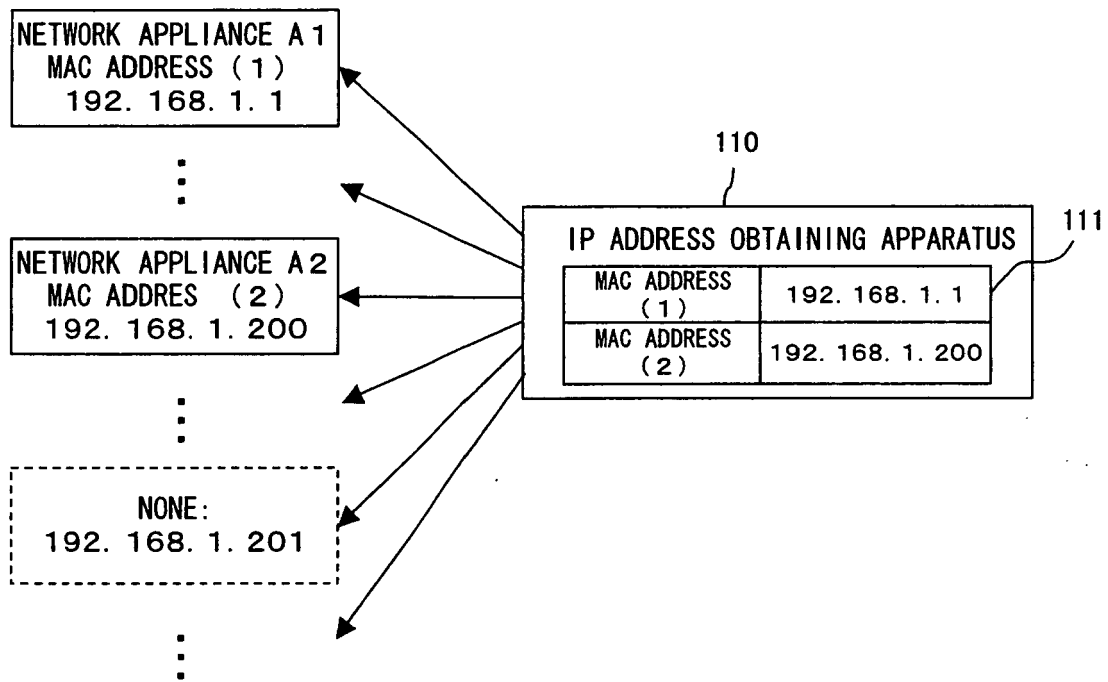 NETWORK APPLIANCE A1
MAC ADDRESS (1)
192. 168. 1. 1
NETWORK APPLIANCE A2
MAC ADDRES (2)
192. 168. 1. 200
NONE:
192. 168. 1. 201
110
111
IP ADDRESS OBTAINING APPARATUS
MAC ADDRESS
(1)
192. 168. 1. 1
MAC ADDRESS
(2)
192. 168. 1. 200